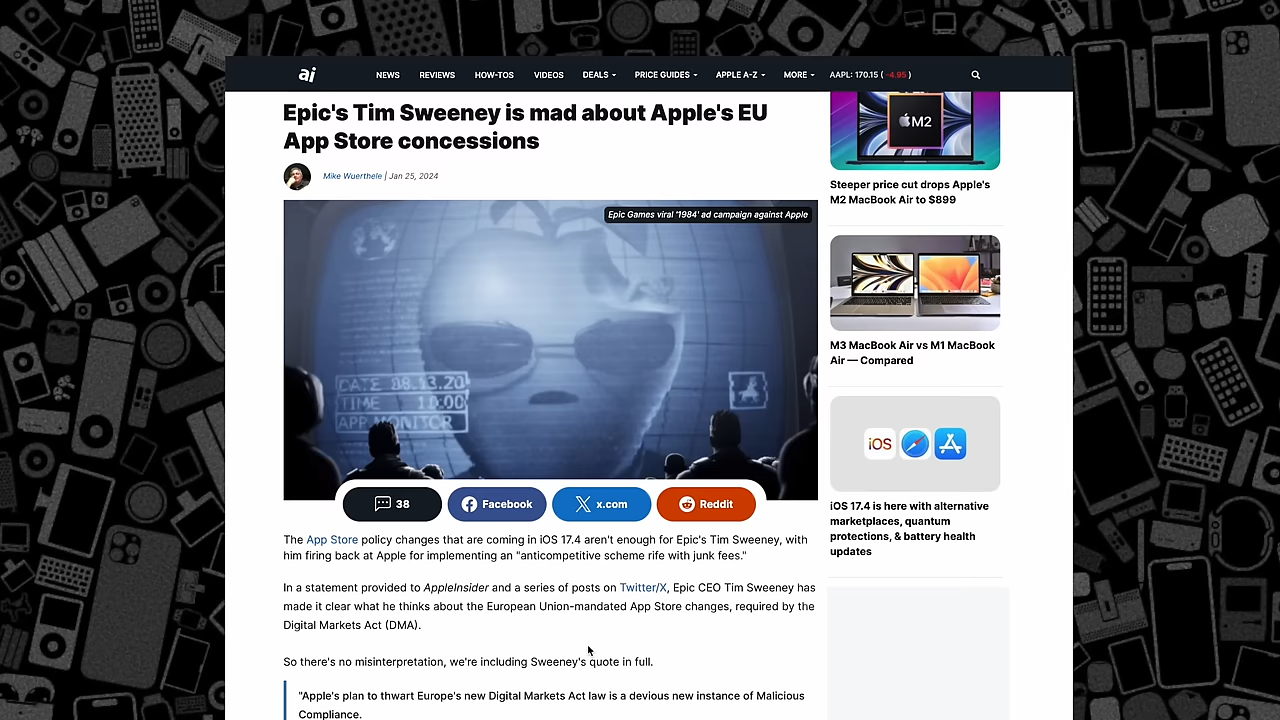 ai
NEWS
REVIEWS
HOW-TOS
VIDEOS
DEALS
PRICE GUIDES
APPLE A-Z
MORE
AAPL: 170.15 ( -4.95 )
Epic's Tim Sweeney is mad about Apple's EU
App Store concessions
Mike Wuerthele | Jan 25, 2024
Epic Games viral '1984' ad campaign against Apple
DATE 08.13.20
TIME 10:00
APP MONITOR
38
Facebook
x.com
Reddit
The App Store policy changes that are coming in iOS 17.4 aren't enough for Epic's Tim Sweeney, with
him firing back at Apple for implementing an "anticompetitive scheme rife with junk fees."
In a statement provided to AppleInsider and a series of posts on Twitter/X, Epic CEO Tim Sweeney has
made it clear what he thinks about the European Union-mandated App Store changes, required by the
Digital Markets Act (DMA).
So there's no misinterpretation, we're including Sweeney's quote in full.
"Apple's plan to thwart Europe's new Digital Markets Act law is a devious new instance of Malicious
Compliance.
M2
Steeper price cut drops Apple's
M2 MacBook Air to $899
M3 MacBook Air vs M1 MacBook
Air — Compared
iOS
iOS 17.4 is here with alternative
marketplaces, quantum
protections, & battery health
updates